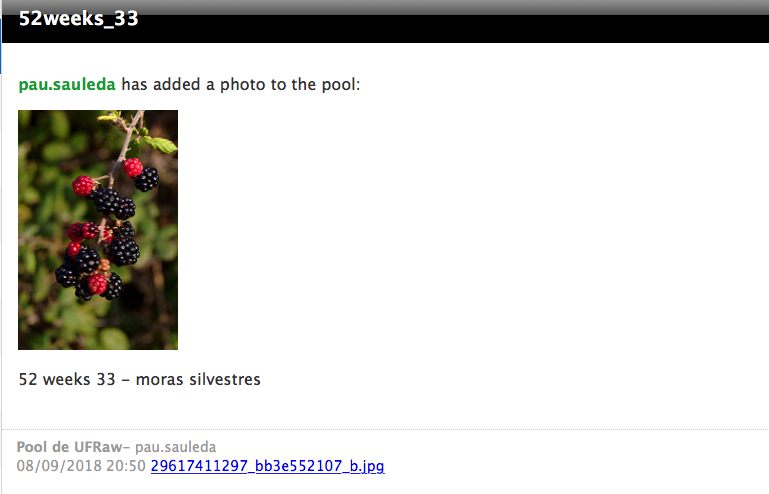 52weeks_33
pau.sauleda has added a photo to the pool:
52 weeks 33 - moras silvestres
Pool de UFRaw- pau.sauleda
08/09/2018 20:50 29617411297_bb3e552107_b.jpg